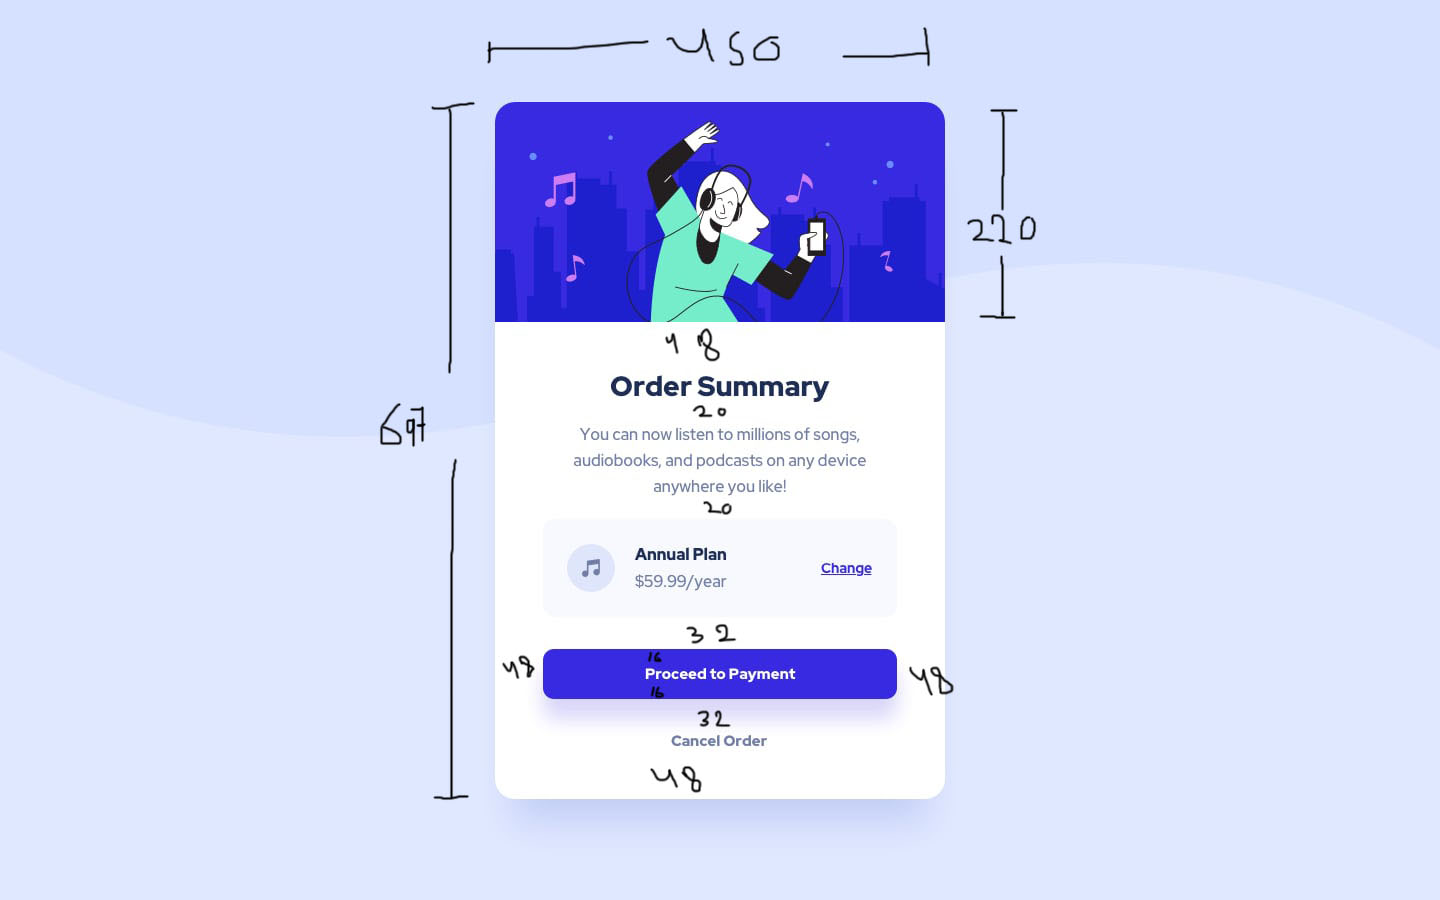 450
220
48
Order Summary
20
You can now listen to millions of songs,
audiobooks, and podcasts on any device
anywhere you like!
697
20
Annual Plan
$59.99/year
Change
32
48
16
Proceed to Payment
16
48
32
Cancel Order
48